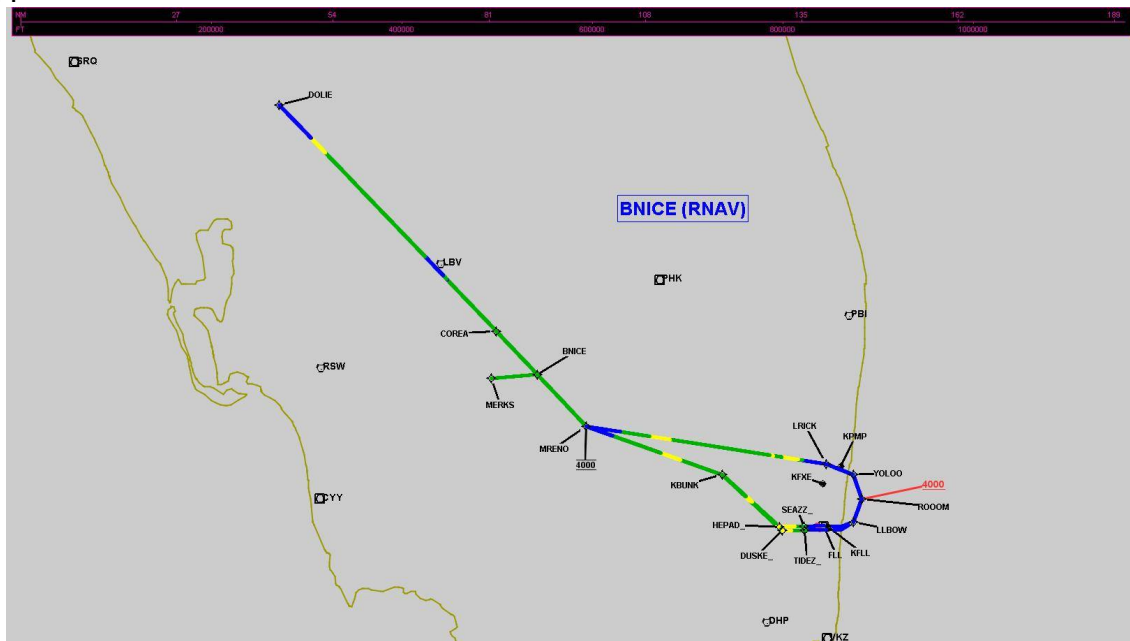 NM 27 54 81 108 135 162 189
FT 200000 400000 600000 800000 1000000
SRQ
DOLIE
BNICE (RNAV)
LBV
PHK
PBI
COREA
BNICE
RSW
MERKS
LRICK
KPMP
MRENO
4000
YOLOO
KBUNK
KFXE
4000
CYY
ROOOM
SEAZZ_
HEPAD_
LLBOW
DUSKE_
TIDEZ_
FLL
KFLL
DHP
VKZ